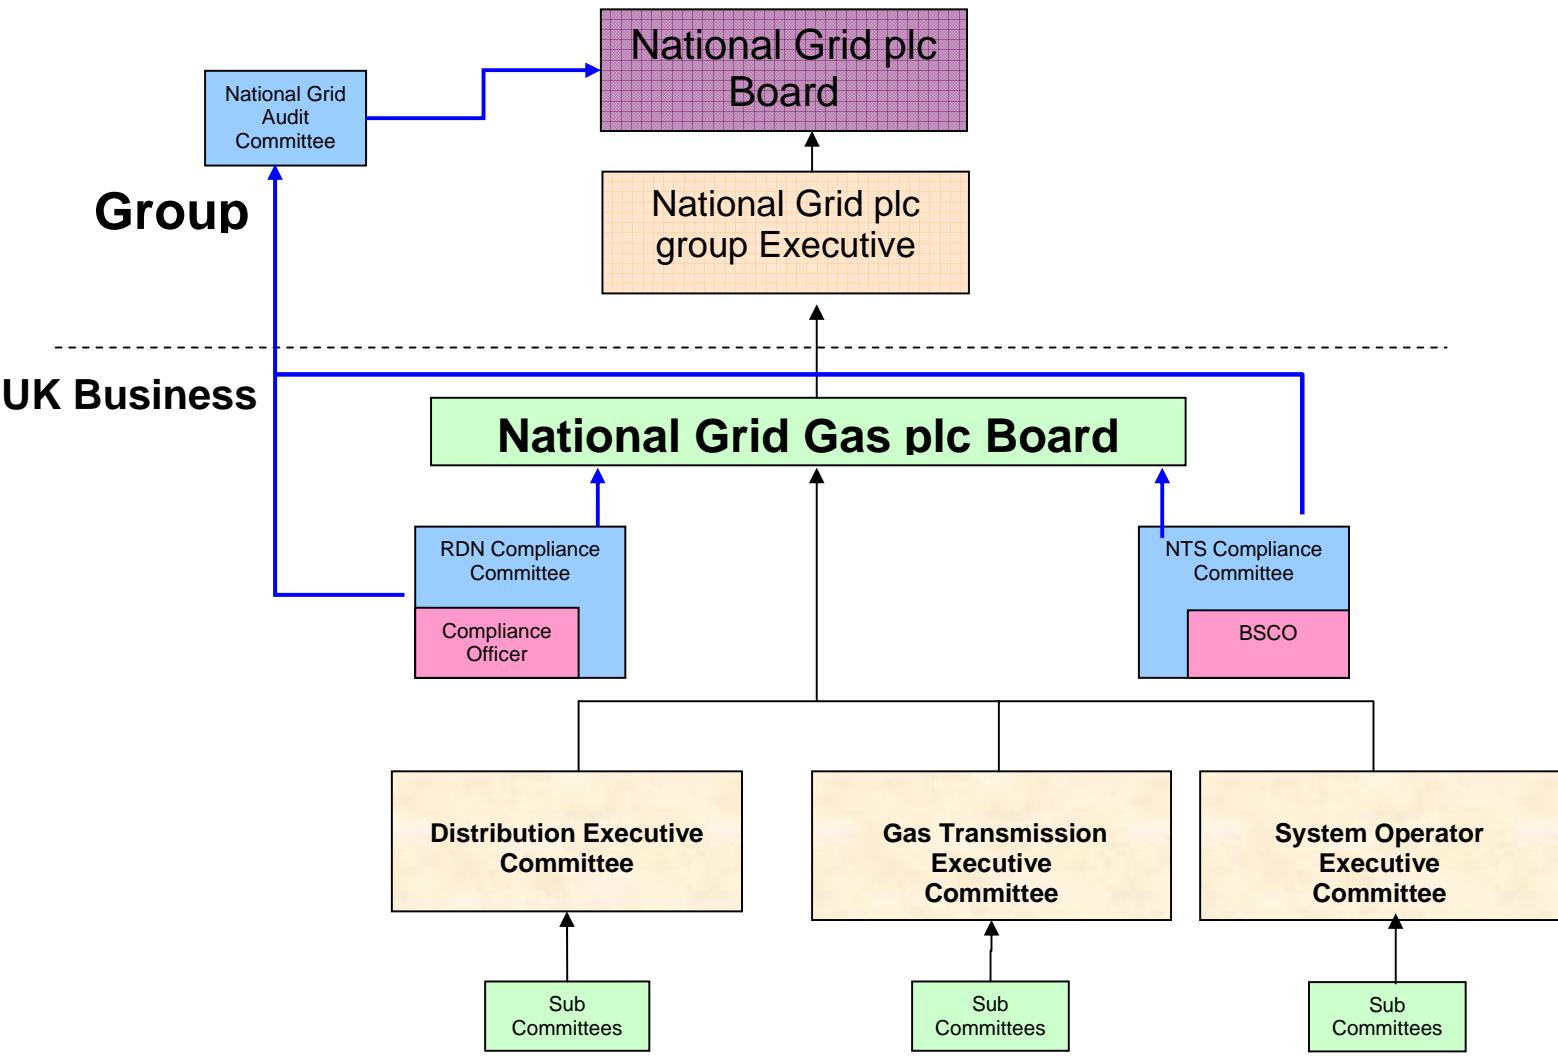 National Grid plc
Board
National Grid
Audit
Committee
Group
National Grid plc
group Executive
UK Business
National Grid Gas plc Board
RDN Compliance
Committee
Compliance
Officer
NTS Compliance
Committee
BSCO
Distribution Executive
Committee
Gas Transmission
Executive
Committee
System Operator
Executive
Committee
Sub
Committees
Sub
Committees
Sub
Committees